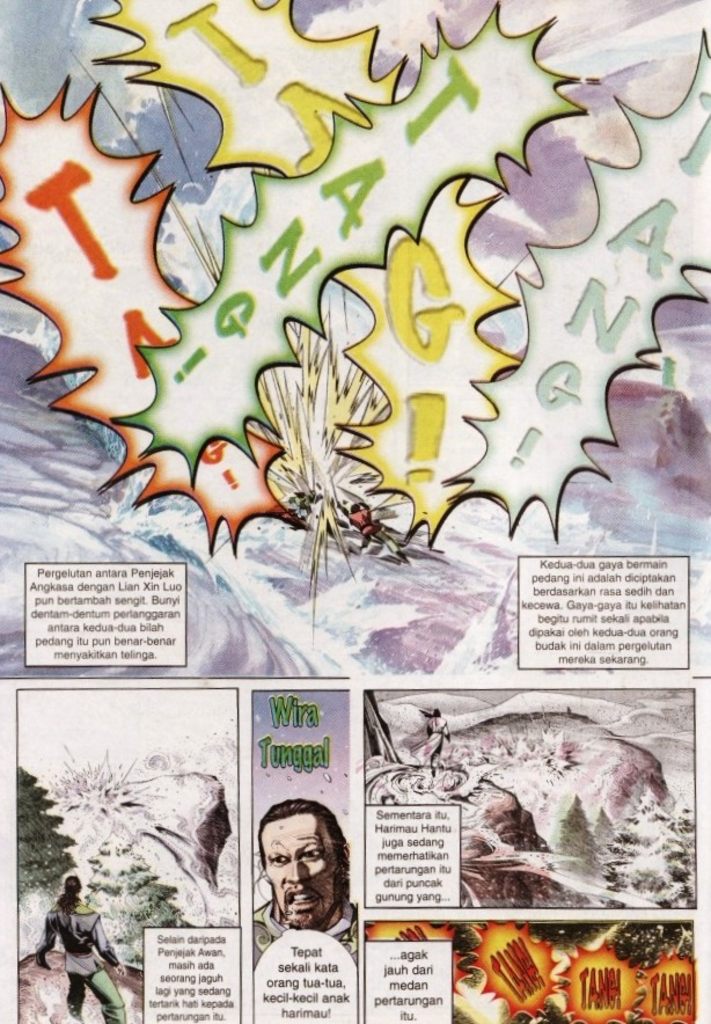 TANG!
TANG!
TANG!
TANG!
TANG!
Pergelutan antara Penjejak
Angkasa dengan Lian Xin Luo
pun bertambah sengit. Bunyi
dentam-dentum perlanggaran
antara kedua-dua bilah
pedang itu pun benar-benar
menyakitkan telinga.
Kedua-dua gaya bermain
pedang ini adalah diciptakan
berdasarkan rasa sedih dan
kecewa. Gaya-gaya itu kelihatan
begitu rumit sekali apabila
dipakai oleh kedua-dua orang
budak ini dalam pergelutan
mereka sekarang.
Selain daripada
Penjejak Awan,
masih ada
seorang jaguh
lagi yang sedang
tertarik hati kepada
pertarungan itu.
Wira
Tunggal
Tepat
sekali kata
orang tua-tua,
kecil-kecil anak
harimau!
Sementara itu,
Harimau Hantu
juga sedang
memerhatikan
pertarungan itu
dari puncak
gunung yang...
...agak
jauh dari
medan
pertarungan
itu.
TANG!
TANG!
TANG!